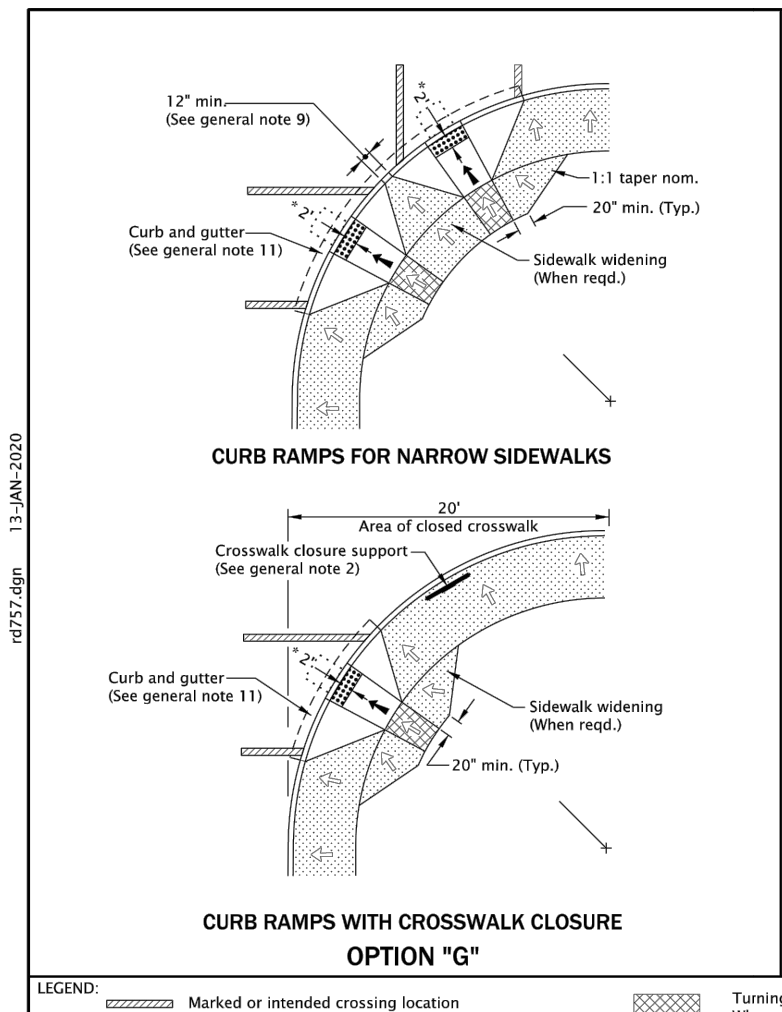 12" min.
(See general note 9)
* 2'
1:1 taper nom.
20" min. (Typ.)
* 2'
Curb and gutter
(See general note 11)
Sidewalk widening
(When reqd.)
CURB RAMPS FOR NARROW SIDEWALKS
rd757.dgn 13-JAN-2020
20'
Area of closed crosswalk
Crosswalk closure support
(See general note 2)
* 2'
Curb and gutter
(See general note 11)
Sidewalk widening
(When reqd.)
20" min. (Typ.)
CURB RAMPS WITH CROSSWALK CLOSURE
OPTION "G"
LEGEND:
Marked or intended crossing location
Turning